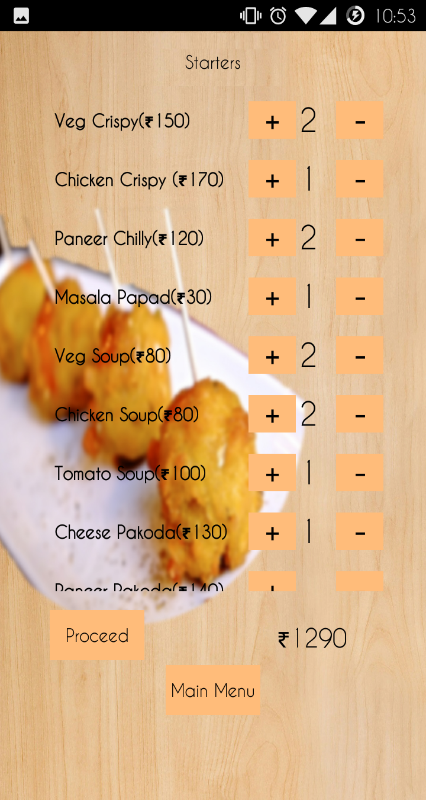 10:53
Starters
Veg Crispy(₹150) + 2 -
Chicken Crispy (₹170) + 1 -
Paneer Chilly(₹120) + 2 -
Masala Papad(₹30) + 1 -
Veg Soup(₹80) + 2 -
Chicken Soup(₹80) + 2 -
Tomato Soup(₹100) + 1 -
Cheese Pakoda(₹130) + 1 -
Paneer Pakoda(₹140) +
Proceed ₹1290
Main Menu